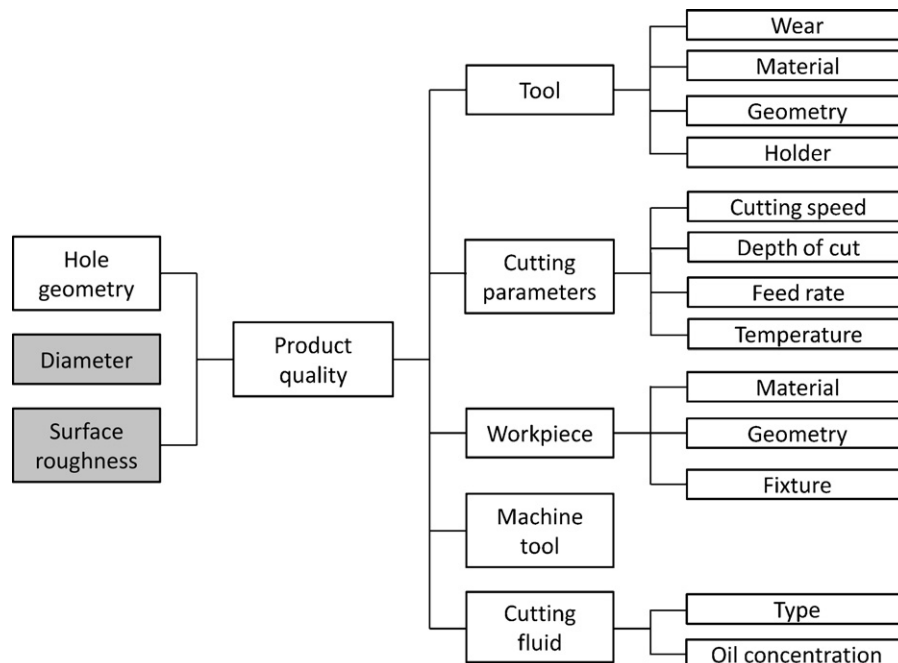 Hole
geometry
Diameter
Surface
roughness
Product
quality
Tool
Wear
Material
Geometry
Holder
Cutting
parameters
Cutting speed
Depth of cut
Feed rate
Temperature
Workpiece
Material
Geometry
Fixture
Machine
tool
Cutting
fluid
Type
Oil concentration